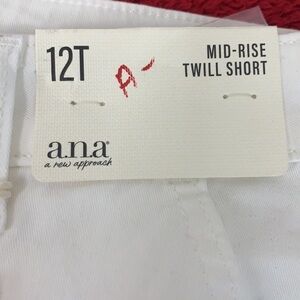 12T
A-
MID-RISE
TWILL SHORT
a.n.a
a new approach